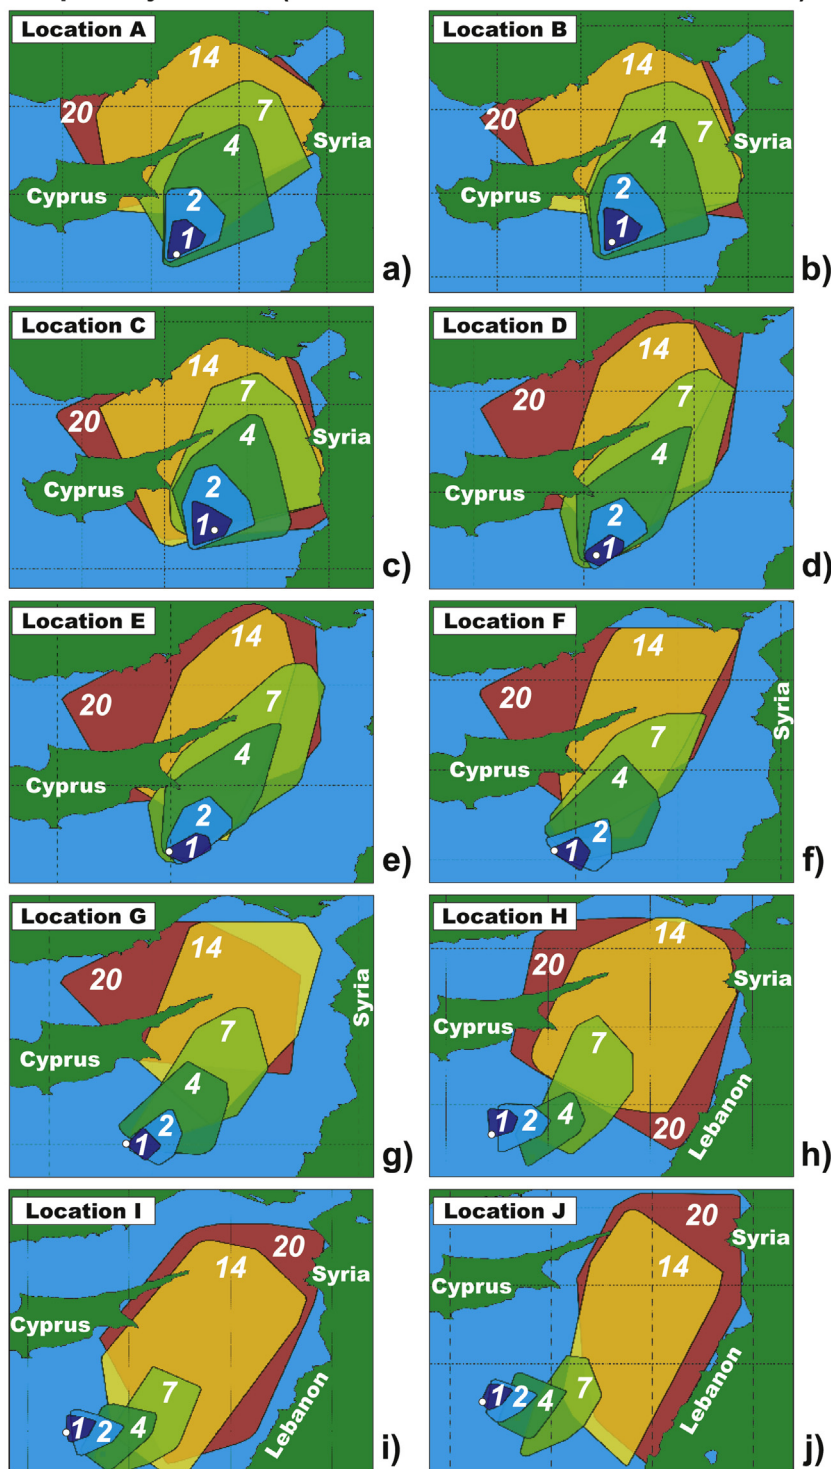 Location A
14
20
7
4
Syria
Cyprus
2
1
a)
Location B
14
20
4
7
Cyprus
2
1
b)
Location C
14
7
20
4
Syria
Cyprus
2
1
c)
Location D
14
7
20
4
2
1
d)
Location E
14
20
7
4
Cyprus
2
1
e)
Location F
14
20
Syria
7
Cyprus
4
2
1
f)
Location G
14
20
Syria
7
Cyprus
4
2
1
g)
Location H
14
20
Syria
Cyprus
7
4
1
2
20
Lebanon
h)
Location I
20
14
Syria
Cyprus
7
1
2
4
Lebanon
i)
Location J
20
Syria
14
Cyprus
7
1
2
4
Lebanon
j)